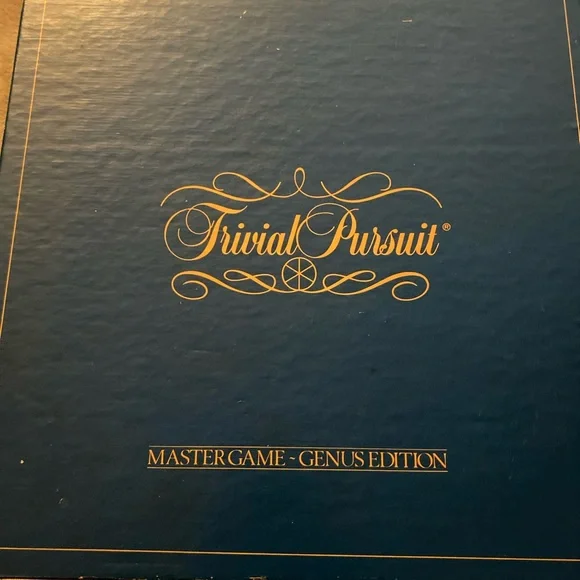 Trivial Pursuit®
MASTER GAME ~ GENUS EDITION